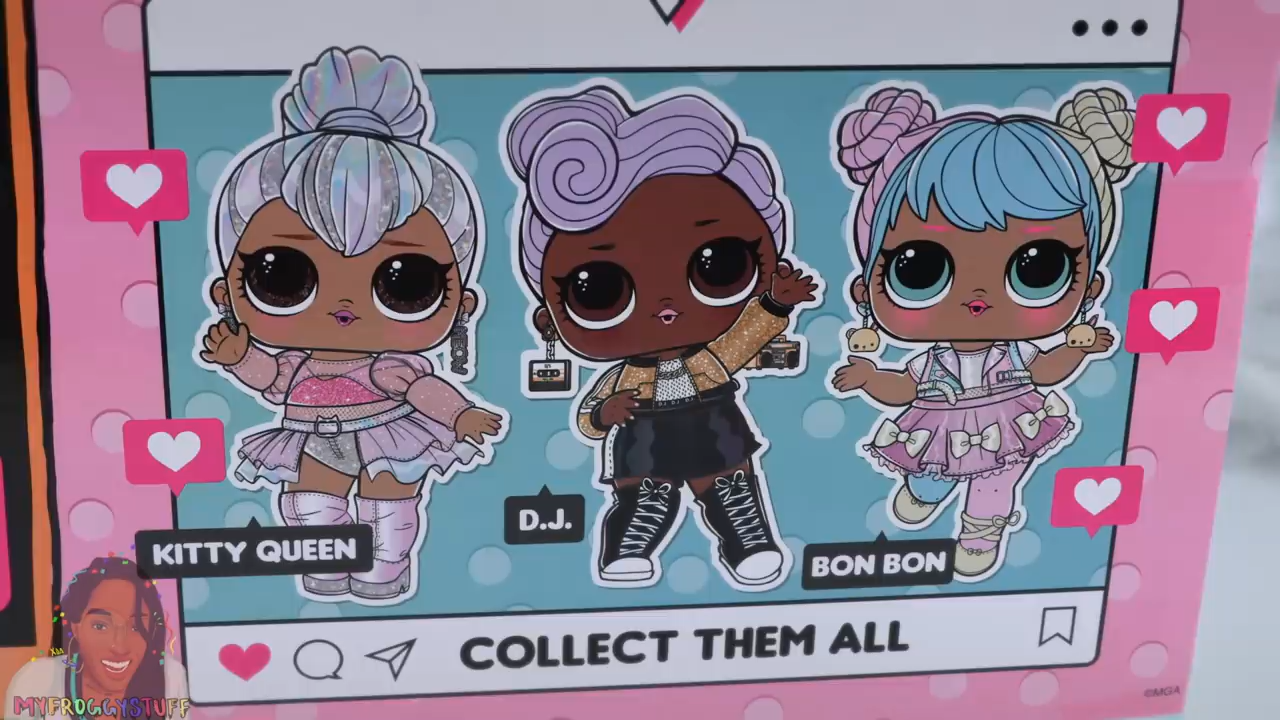 KITTY QUEEN
D.J.
BON BON
COLLECT THEM ALL
©MGA
MYFROGGYSTUFF